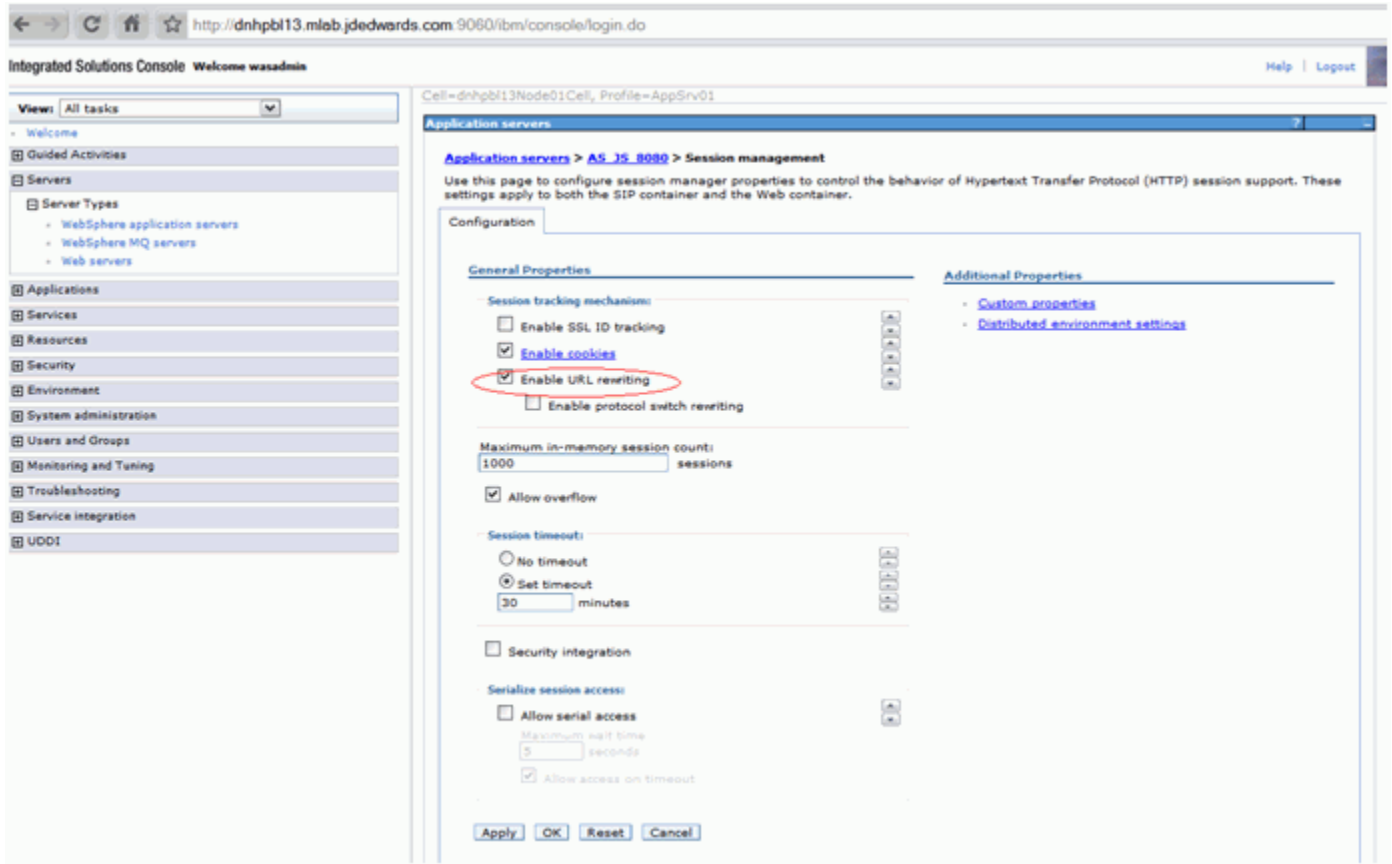 http://dnhpbl13.mlab.jdedwards.com:9060/ibm/console/login.do
Integrated Solutions Console Welcome wasadmin
Help | Logout
View: All tasks
Welcome
Guided Activities
Servers
Server Types
WebSphere application servers
WebSphere MQ servers
Web servers
Applications
Services
Resources
Security
Environment
System administration
Users and Groups
Monitoring and Tuning
Troubleshooting
Service integration
UDDI
Cell=dnhpbl13Node01Cell, Profile=AppSrv01
Application servers
?
Application servers > AS_JS_8080 > Session management
Use this page to configure session manager properties to control the behavior of Hypertext Transfer Protocol (HTTP) session support. These
settings apply to both the SIP container and the Web container.
Configuration
General Properties
Session tracking mechanism:
Enable SSL ID tracking
Enable cookies
Enable URL rewriting
Enable protocol switch rewriting
Maximum in-memory session count:
1000 sessions
Allow overflow
Session timeout:
No timeout
Set timeout
30 minutes
Security integration
Serialize session access:
Allow serial access
Maximum wait time
5 seconds
Allow access on timeout
Apply OK Reset Cancel
Additional Properties
Custom properties
Distributed environment settings